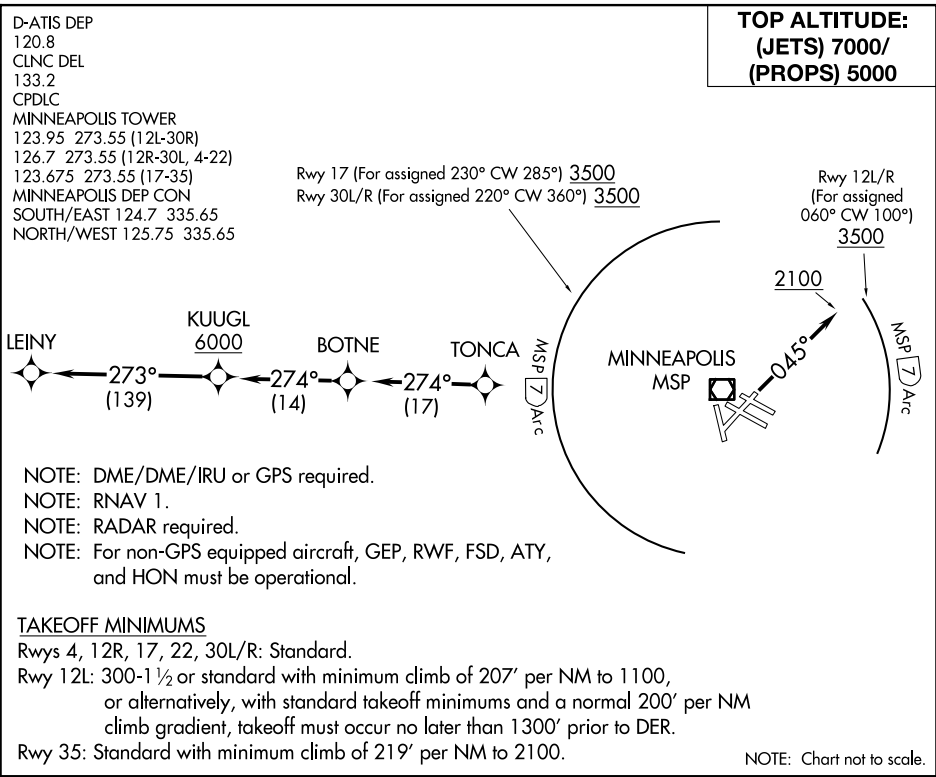 D-ATIS DEP
120.8
CLNC DEL
133.2
CPDLC
MINNEAPOLIS TOWER
123.95 273.55 (12L-30R)
126.7 273.55 (12R-30L, 4-22)
123.675 273.55 (17-35)
MINNEAPOLIS DEP CON
SOUTH/EAST 124.7 335.65
NORTH/WEST 125.75 335.65
TOP ALTITUDE:
(JETS) 7000/
(PROPS) 5000
Rwy 17 (For assigned 230° CW 285°) 3500
Rwy 30L/R (For assigned 220° CW 360°) 3500
Rwy 12L/R
(For assigned
060° CW 100°)
3500
2100
LEINY
KUUGL
6000
BOTNE
TONCA
273°
(139)
274°
(14)
274°
(17)
MSP 7 Arc
MINNEAPOLIS
MSP
045°
MSP 7 Arc
NOTE: DME/DME/IRU or GPS required.
NOTE: RNAV 1.
NOTE: RADAR required.
NOTE: For non-GPS equipped aircraft, GEP, RWF, FSD, ATY,
and HON must be operational.
TAKEOFF MINIMUMS
Rwys 4, 12R, 17, 22, 30L/R: Standard.
Rwy 12L: 300-1½ or standard with minimum climb of 207' per NM to 1100,
or alternatively, with standard takeoff minimums and a normal 200' per NM
climb gradient, takeoff must occur no later than 1300' prior to DER.
Rwy 35: Standard with minimum climb of 219' per NM to 2100.
NOTE: Chart not to scale.